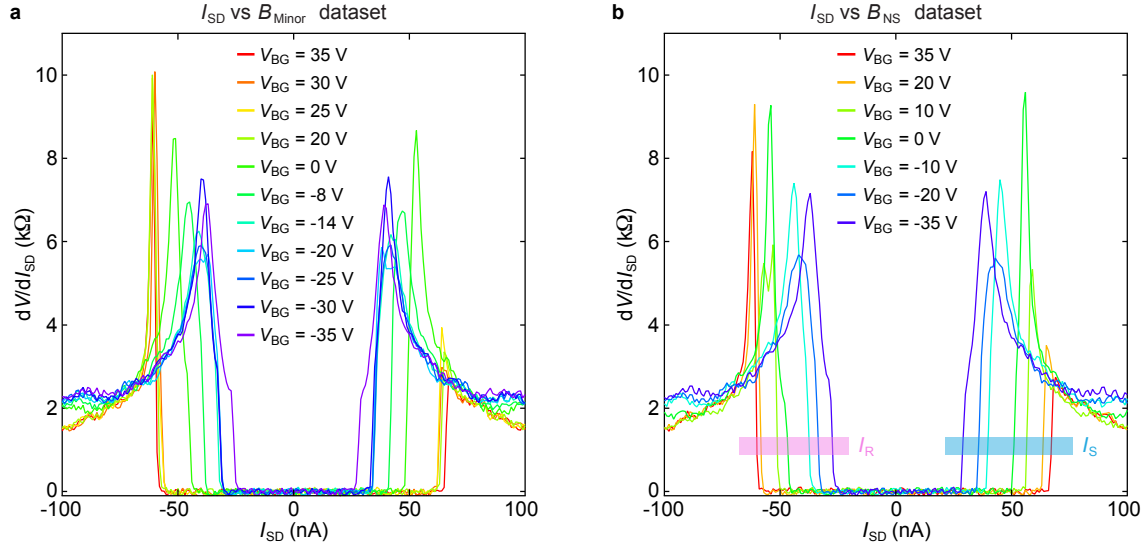 a
I_SD vs B_Minor dataset
dV/dI_SD (kΩ)
10
8
6
4
2
0
V_BG = 35 V
V_BG = 30 V
V_BG = 25 V
V_BG = 20 V
V_BG = 0 V
V_BG = -8 V
V_BG = -14 V
V_BG = -20 V
V_BG = -25 V
V_BG = -30 V
V_BG = -35 V
-100 -50 0 50 100
I_SD (nA)
b
I_SD vs B_NS dataset
dV/dI_SD (kΩ)
10
8
6
4
2
0
V_BG = 35 V
V_BG = 20 V
V_BG = 10 V
V_BG = 0 V
V_BG = -10 V
V_BG = -20 V
V_BG = -35 V
I_R
I_S
-100 -50 0 50 100
I_SD (nA)